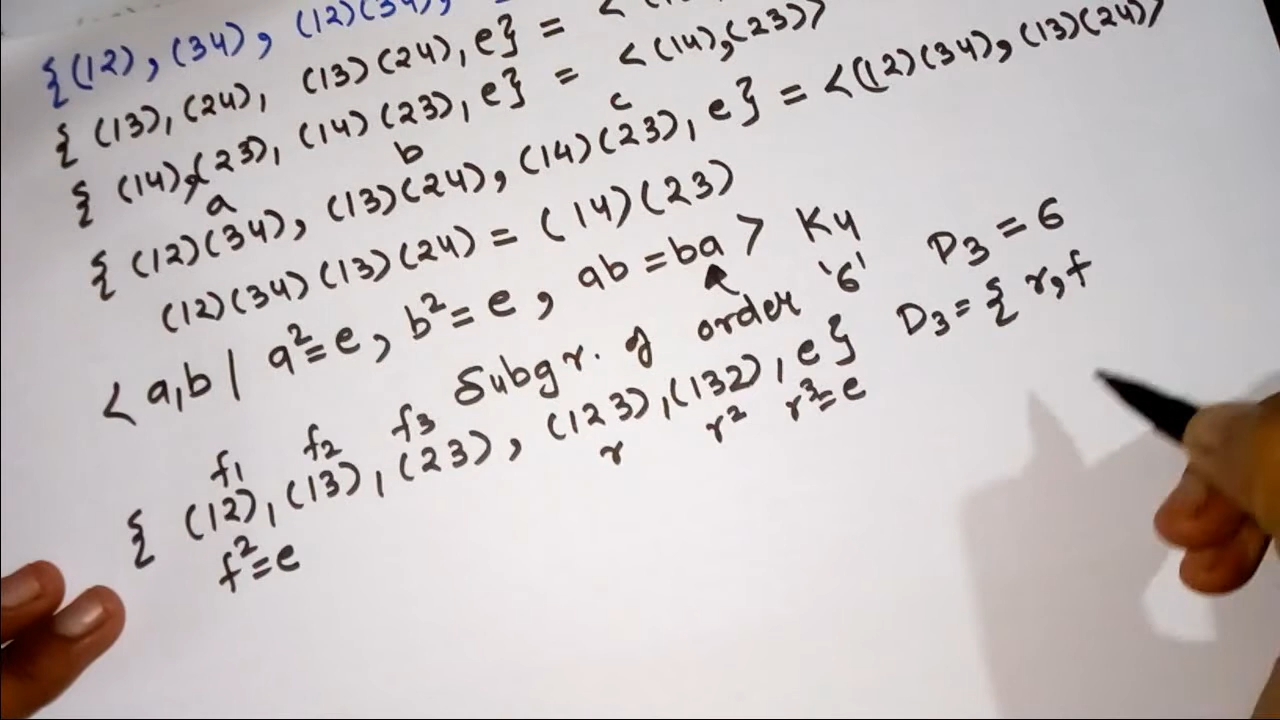 {(12), (34), (12)(34),
{ (13), (24), (13)(24), e} = <
{ (14), (23), (14)(23), e} = <(14),(23)>
a b c
{ (12)(34), (13)(24), (14)(23), e} = <(12)(34), (13)(24)>
(12)(34)(13)(24) = (14)(23)
< a,b | a²=e, b²=e, ab=ba > K4
Subgr. of order '6' D3 = 6
f1 f2 f3
{ (12), (13), (23), (123), (132), e} D3 = { r, f
f²=e r r² r³=e